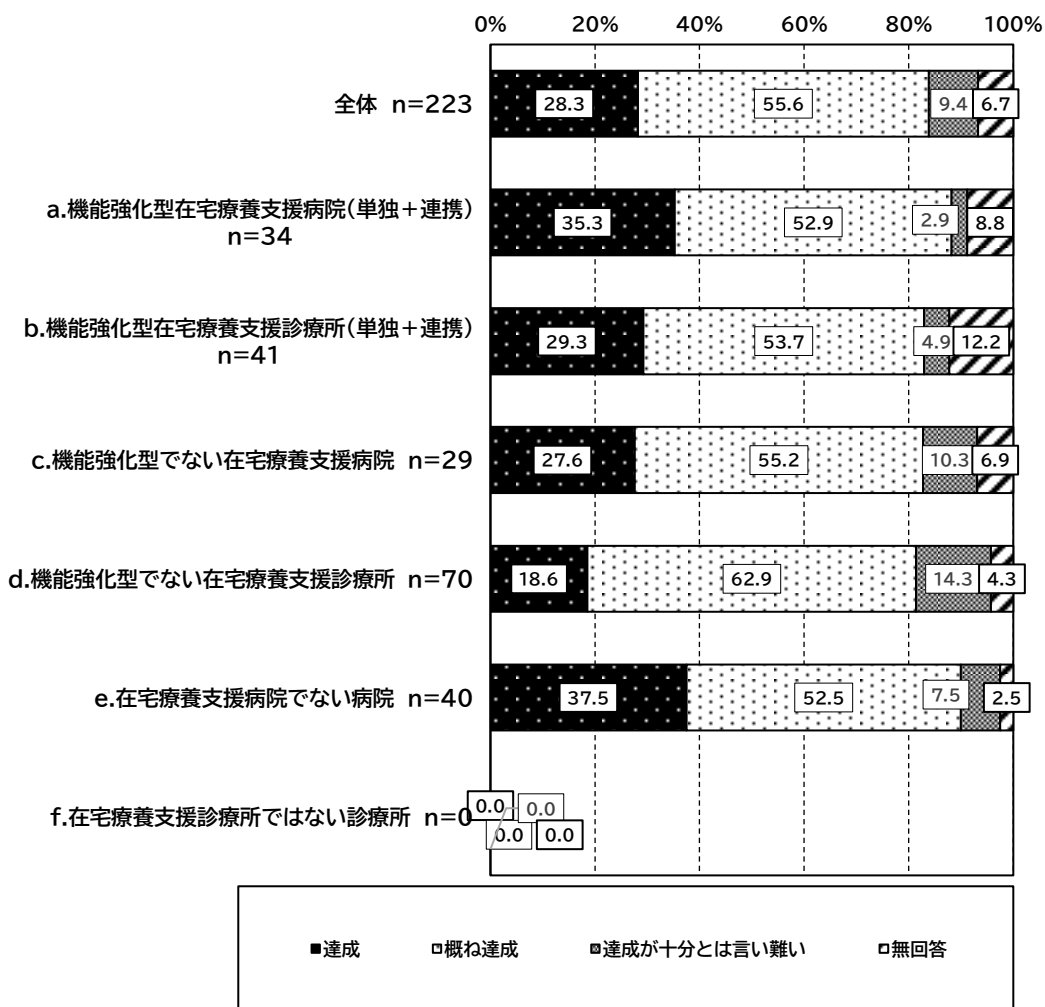 0% 20% 40% 60% 80% 100%
全体 n=223 28.3 55.6 9.4 6.7
a.機能強化型在宅療養支援病院(単独＋連携)
n=34 35.3 52.9 2.9 8.8
b.機能強化型在宅療養支援診療所(単独＋連携)
n=41 29.3 53.7 4.9 12.2
c.機能強化型でない在宅療養支援病院 n=29 27.6 55.2 10.3 6.9
d.機能強化型でない在宅療養支援診療所 n=70 18.6 62.9 14.3 4.3
e.在宅療養支援病院でない病院 n=40 37.5 52.5 7.5 2.5
f.在宅療養支援診療所ではない診療所 n=0 0.0 0.0
0.0 0.0
達成 概ね達成 達成が十分とは言い難い 無回答